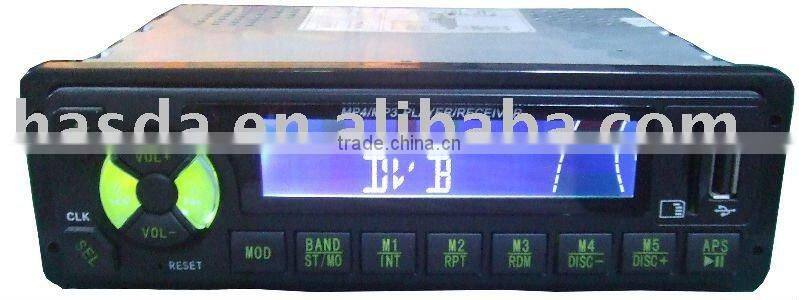 MP4/MP3 PLAYER/RECEIVER
hasda.en.alibaba.com
trade.china.cn
VOL+
CLK
VOL-
SEL
RESET
MOD
BAND
ST/MO
M1
INT
M2
RPT
M3
RDM
M4
DISC-
M5
DISC+
APS